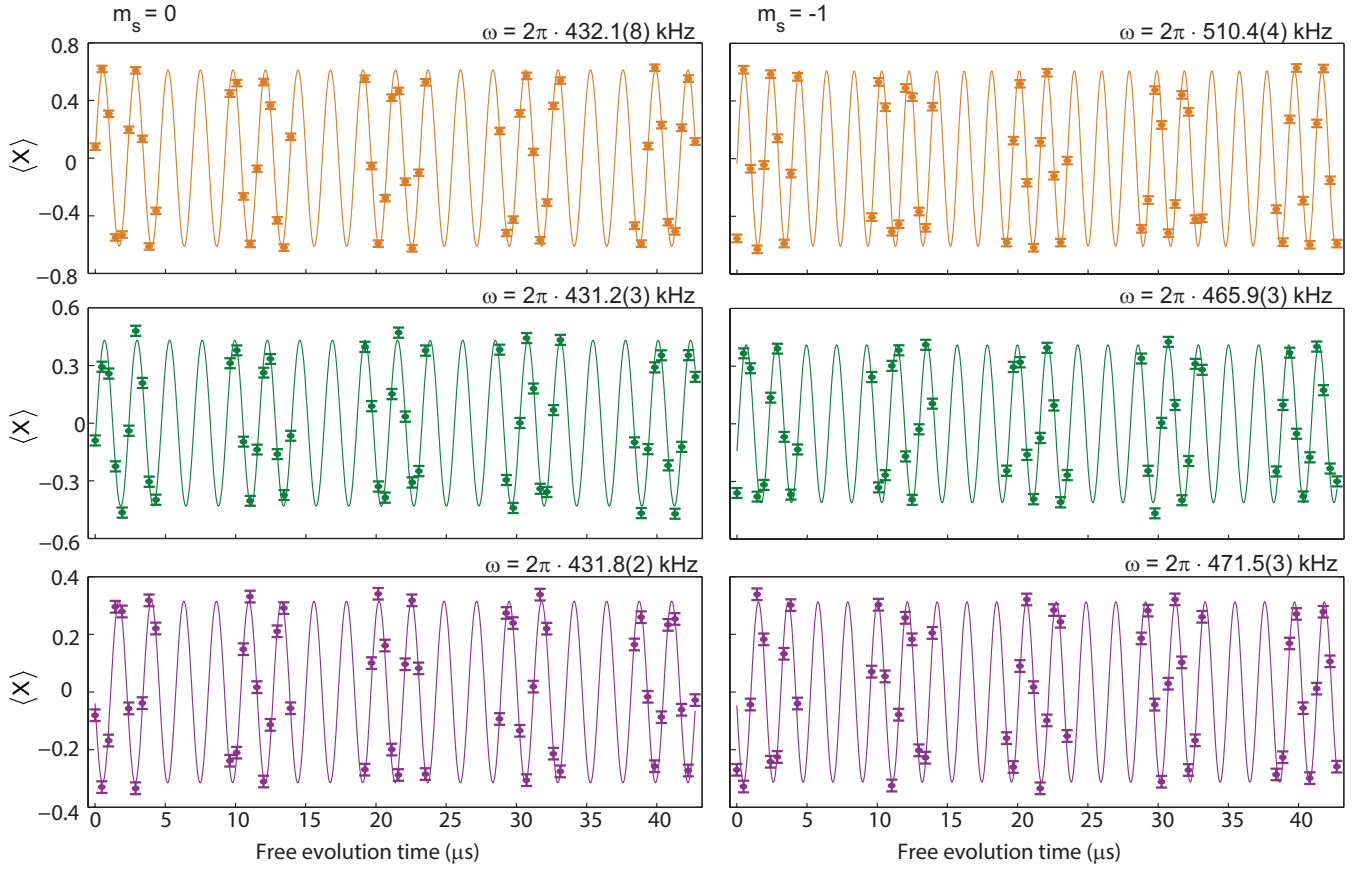 m_s = 0
m_s = -1
ω = 2π · 432.1(8) kHz
ω = 2π · 510.4(4) kHz
0.8
0.4
0
−0.4
−0.8
⟨X⟩
ω = 2π · 431.2(3) kHz
ω = 2π · 465.9(3) kHz
0.6
0.3
0
−0.3
−0.6
⟨X⟩
ω = 2π · 431.8(2) kHz
ω = 2π · 471.5(3) kHz
0.4
0.2
0
−0.2
−0.4
⟨X⟩
0 5 10 15 20 25 30 35 40
0 5 10 15 20 25 30 35 40
Free evolution time (μs)
Free evolution time (μs)